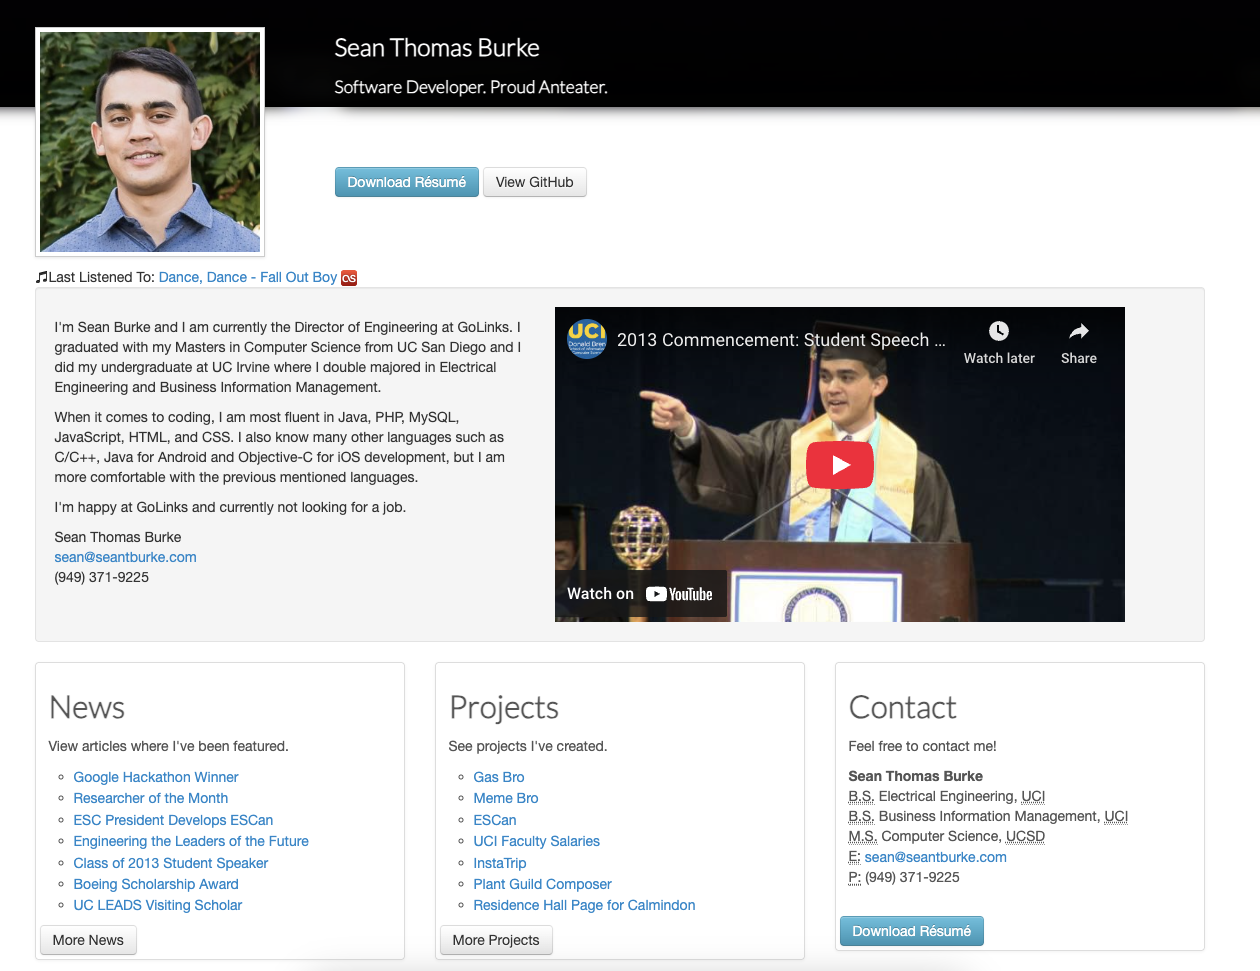 Sean Thomas Burke
Software Developer. Proud Anteater.
Download Résumé
View GitHub
Last Listened To: Dance, Dance - Fall Out Boy
I'm Sean Burke and I am currently the Director of Engineering at GoLinks. I
graduated with my Masters in Computer Science from UC San Diego and I
did my undergraduate at UC Irvine where I double majored in Electrical
Engineering and Business Information Management.
When it comes to coding, I am most fluent in Java, PHP, MySQL,
JavaScript, HTML, and CSS. I also know many other languages such as
C/C++, Java for Android and Objective-C for iOS development, but I am
more comfortable with the previous mentioned languages.
I'm happy at GoLinks and currently not looking for a job.
Sean Thomas Burke
sean@seantburke.com
(949) 371-9225
UCI
Donald Bren
2013 Commencement: Student Speech ...
Watch later
Share
Watch on YouTube
News
View articles where I've been featured.
Google Hackathon Winner
Researcher of the Month
ESC President Develops ESCan
Engineering the Leaders of the Future
Class of 2013 Student Speaker
Boeing Scholarship Award
UC LEADS Visiting Scholar
More News
Projects
See projects I've created.
Gas Bro
Meme Bro
ESCan
UCI Faculty Salaries
InstaTrip
Plant Guild Composer
Residence Hall Page for Calmindon
More Projects
Contact
Feel free to contact me!
Sean Thomas Burke
B.S. Electrical Engineering, UCI
B.S. Business Information Management, UCI
M.S. Computer Science, UCSD
E: sean@seantburke.com
P: (949) 371-9225
Download Résumé